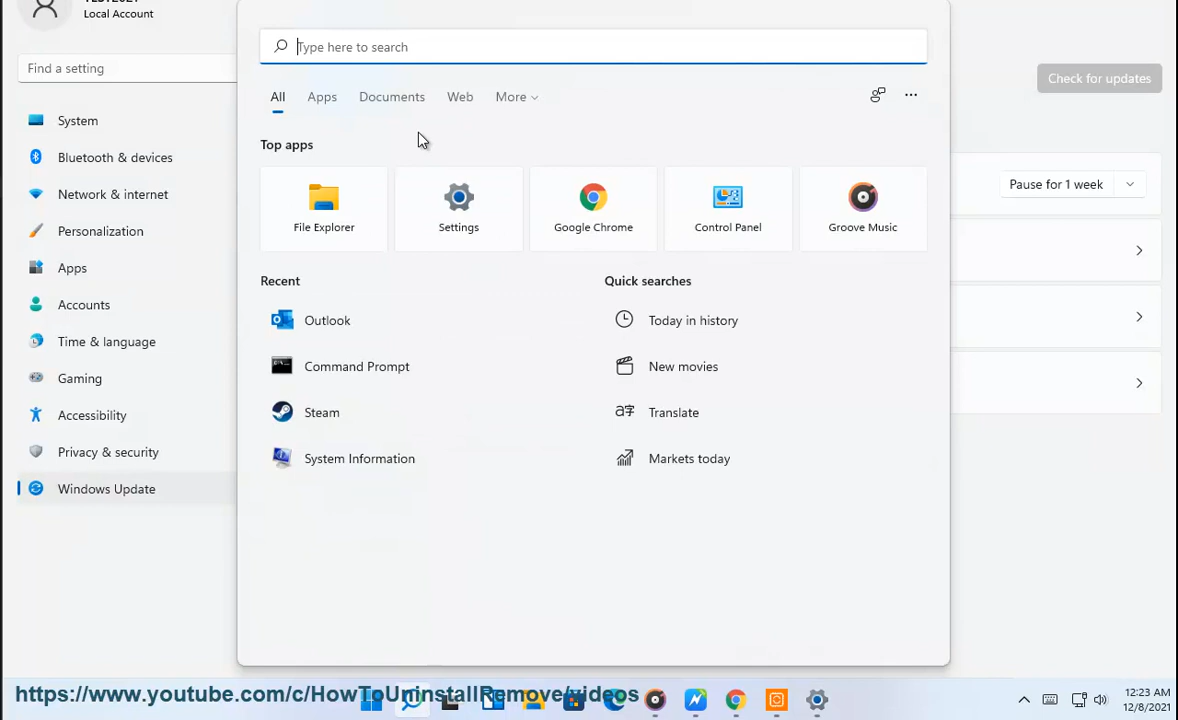 Local Account
Find a setting
System
Bluetooth & devices
Network & internet
Personalization
Apps
Accounts
Time & language
Gaming
Accessibility
Privacy & security
Windows Update
Type here to search
All
Apps
Documents
Web
More
Top apps
File Explorer
Settings
Google Chrome
Control Panel
Groove Music
Recent
Outlook
Command Prompt
Steam
System Information
Quick searches
Today in history
New movies
Translate
Markets today
Check for updates
Pause for 1 week
https://www.youtube.com/c/HowToUninstallRemove/videos
12:23 AM
12/8/2021